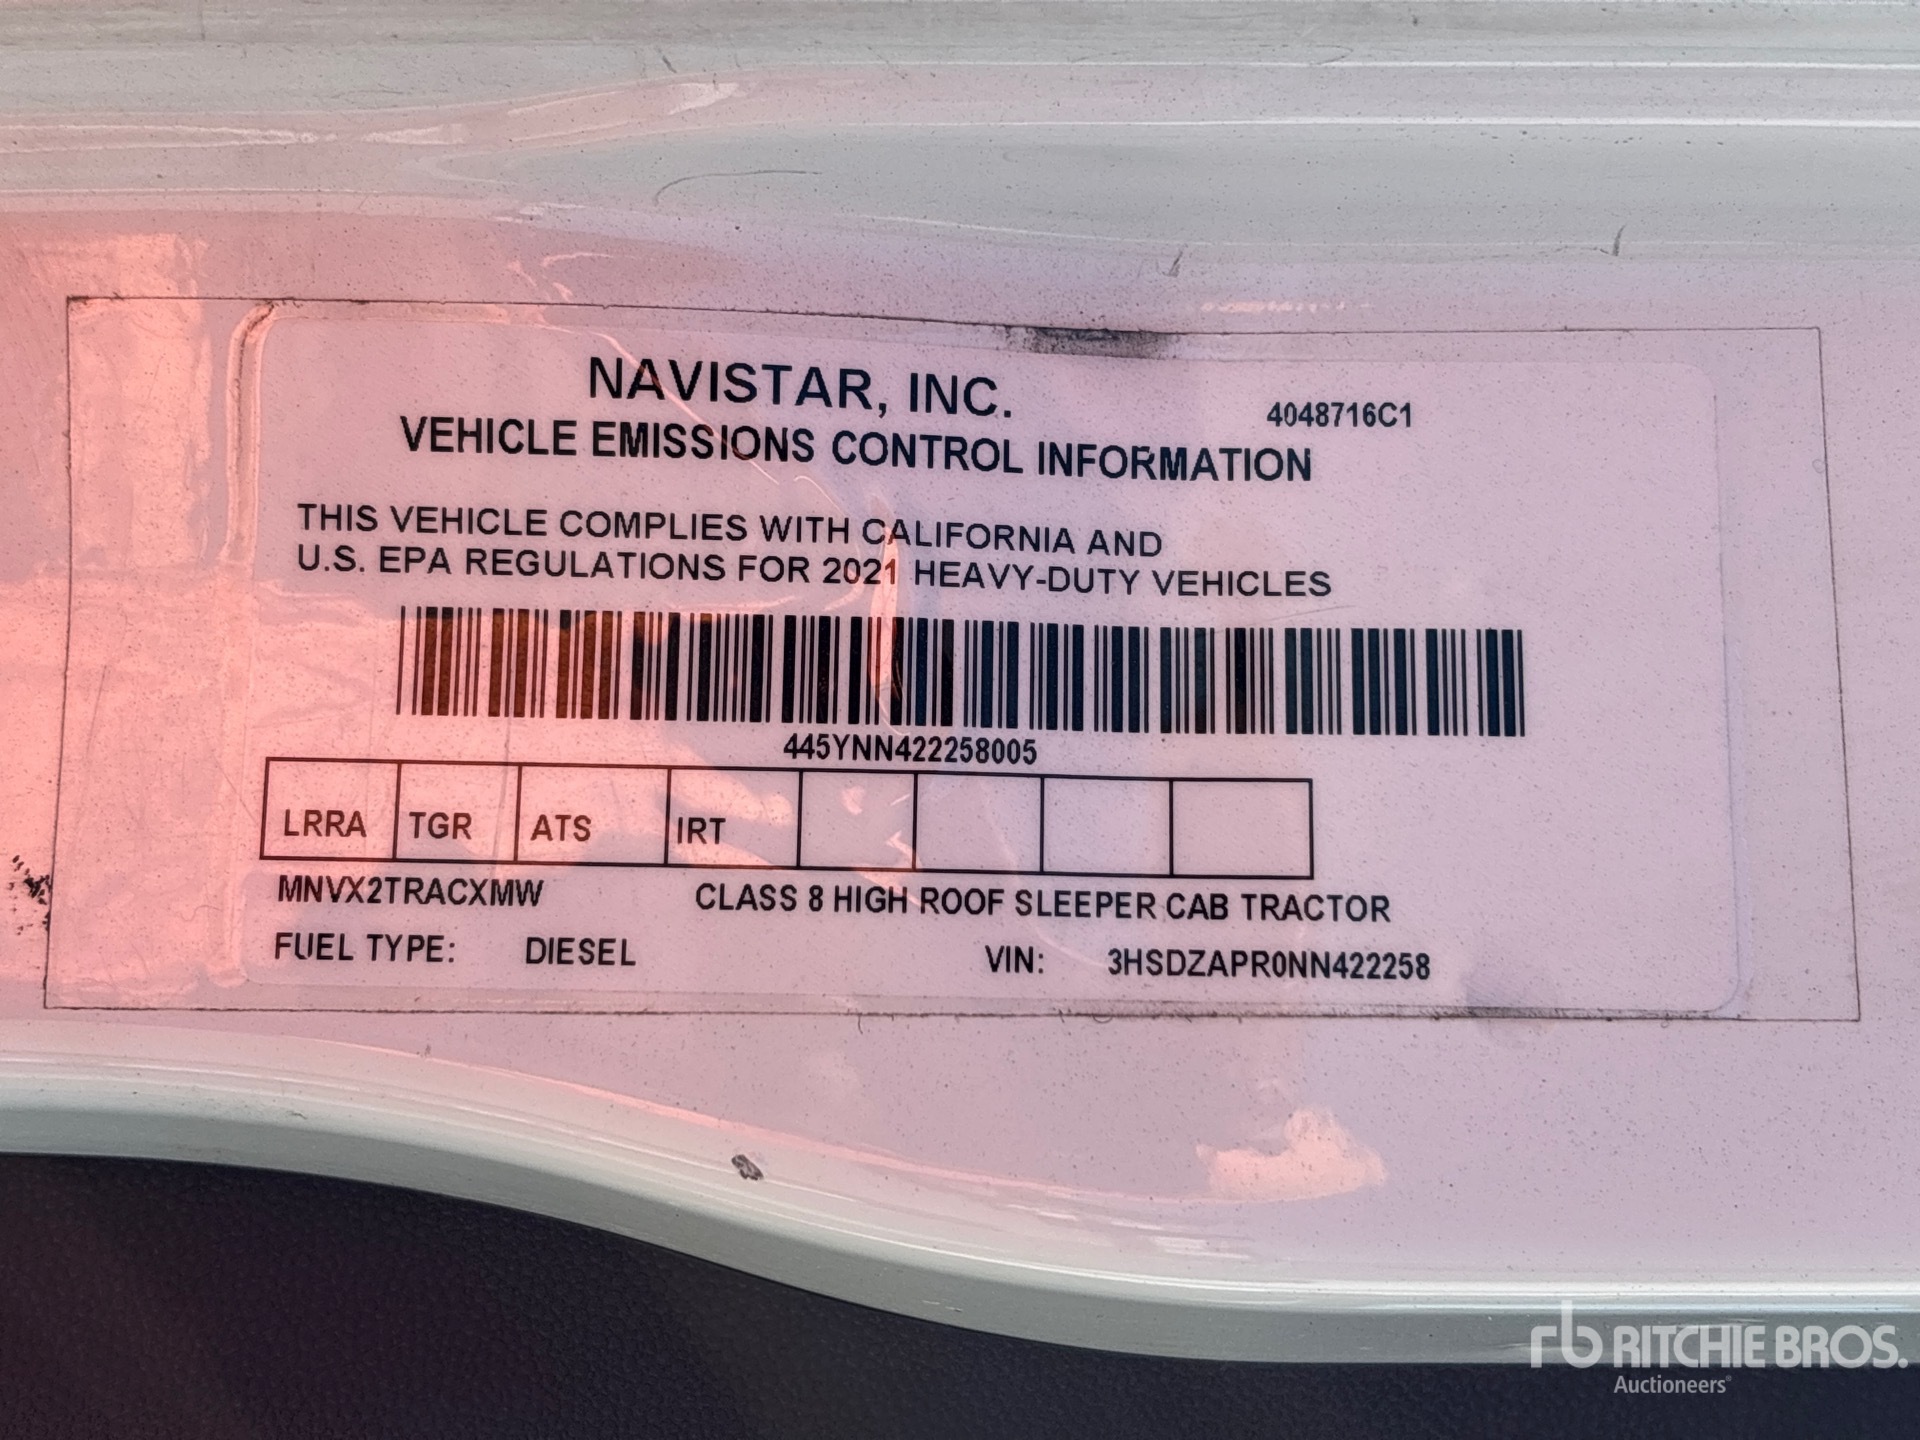 NAVISTAR, INC.
4048716C1
VEHICLE EMISSIONS CONTROL INFORMATION
THIS VEHICLE COMPLIES WITH CALIFORNIA AND
U.S. EPA REGULATIONS FOR 2021 HEAVY-DUTY VEHICLES
445YNN422258005
LRRA TGR ATS IRT
MNVX2TRACXMW CLASS 8 HIGH ROOF SLEEPER CAB TRACTOR
FUEL TYPE: DIESEL VIN: 3HSDZAPR0NN422258
rb RITCHIE BROS.
Auctioneers®